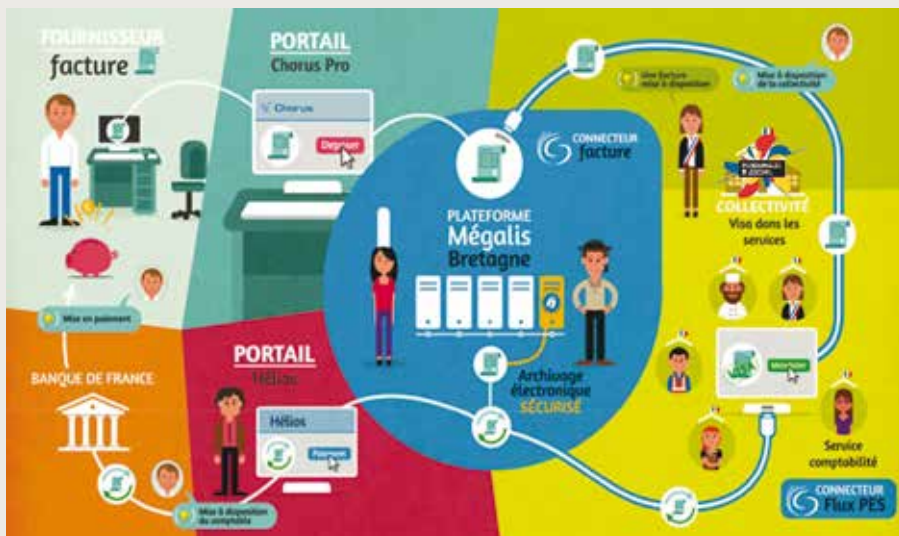 FOURNISSEUR
facture
PORTAIL
Chorus Pro
Chorus
Déposer
Une facture
mise à disposition
Mise à disposition
de la collectivité
CONNECTEUR
facture
PLATEFORME
Mégalis
Bretagne
COLLECTIVITÉ
Visa dans les
services
Mise en paiement
BANQUE DE FRANCE
PORTAIL
Hélios
Hélios
Paiement
Archivage
électronique
SÉCURISÉ
Mise à disposition
du comptable
Service
comptabilité
CONNECTEUR
Flux PES